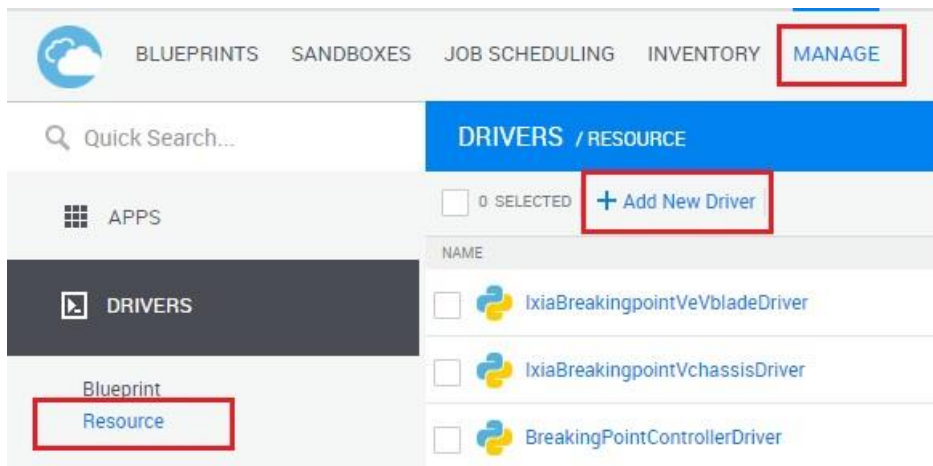 BLUEPRINTS SANDBOXES JOB SCHEDULING INVENTORY MANAGE
Quick Search...
DRIVERS / RESOURCE
APPS
0 SELECTED + Add New Driver
NAME
DRIVERS
IxiaBreakingpointVeVbladeDriver
IxiaBreakingpointVchassisDriver
Blueprint
Resource
BreakingPointControllerDriver